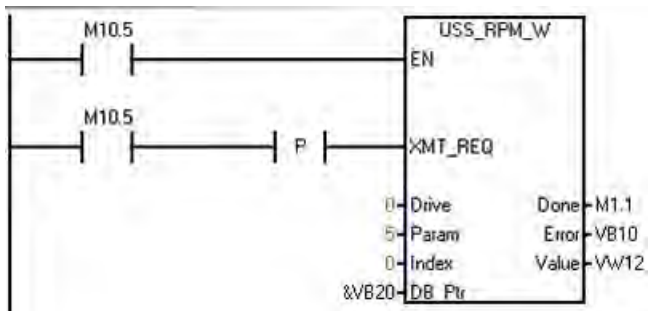 M10.5
USS_RPM_W
EN
M10.5
P
XMT_REQ
0 Drive Done M1.1
5 Param Error VB10
0 Index Value VW12
&VB20 DB_Ptr